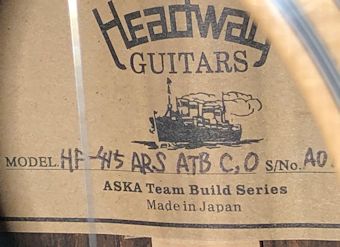 Headway
GUITARS
MODEL. HF-415 ARS ATB C,O S/No. A0
ASKA Team Build Series
Made in Japan